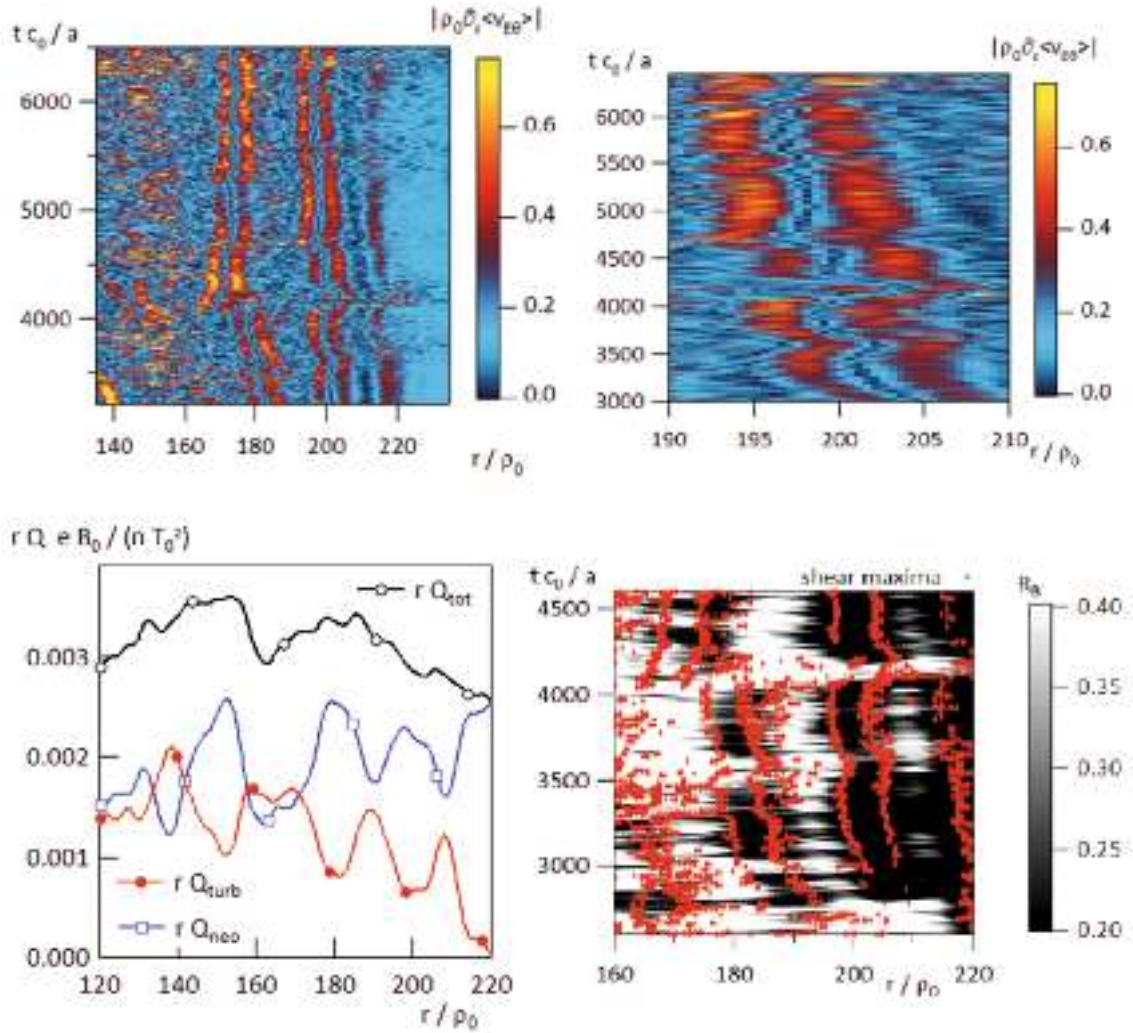 t c₀ / a
|ρ₀∂ᵣ<vEθ>|
6000
5000
4000
0.6
0.4
0.2
0.0
140 160 180 200 220
r / ρ₀
t c₀ / a
|ρ₀∂ᵣ<vEθ>|
6000
5500
5000
4500
4000
3500
3000
0.6
0.4
0.2
0.0
190 195 200 205 210
r / ρ₀
r Q e B₀ / (n T₀²)
r Qtot
0.003
0.002
0.001
r Qturb
r Qneo
0.000
120 140 160 180 200 220
r / ρ₀
t c₀ / a
shear maxima
4500
4000
3500
3000
0.40
0.35
0.30
0.25
0.20
160 180 200 220
r / ρ₀